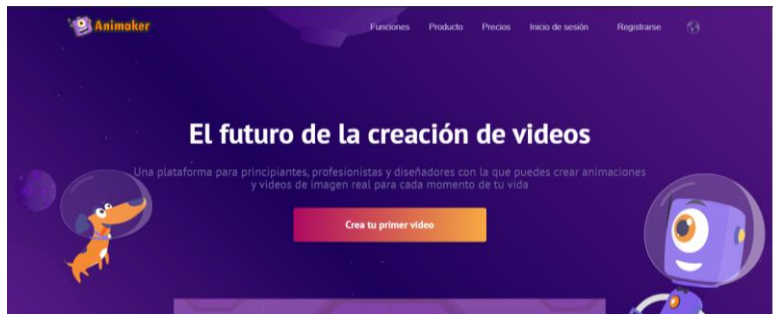 Animaker
Funciones Producto Precios Inicio de sesión Registrarse
El futuro de la creación de videos
Una plataforma para principiantes, profesionistas y diseñadores con la que puedes crear animaciones
y videos de imagen real para cada momento de tu vida
Crea tu primer video